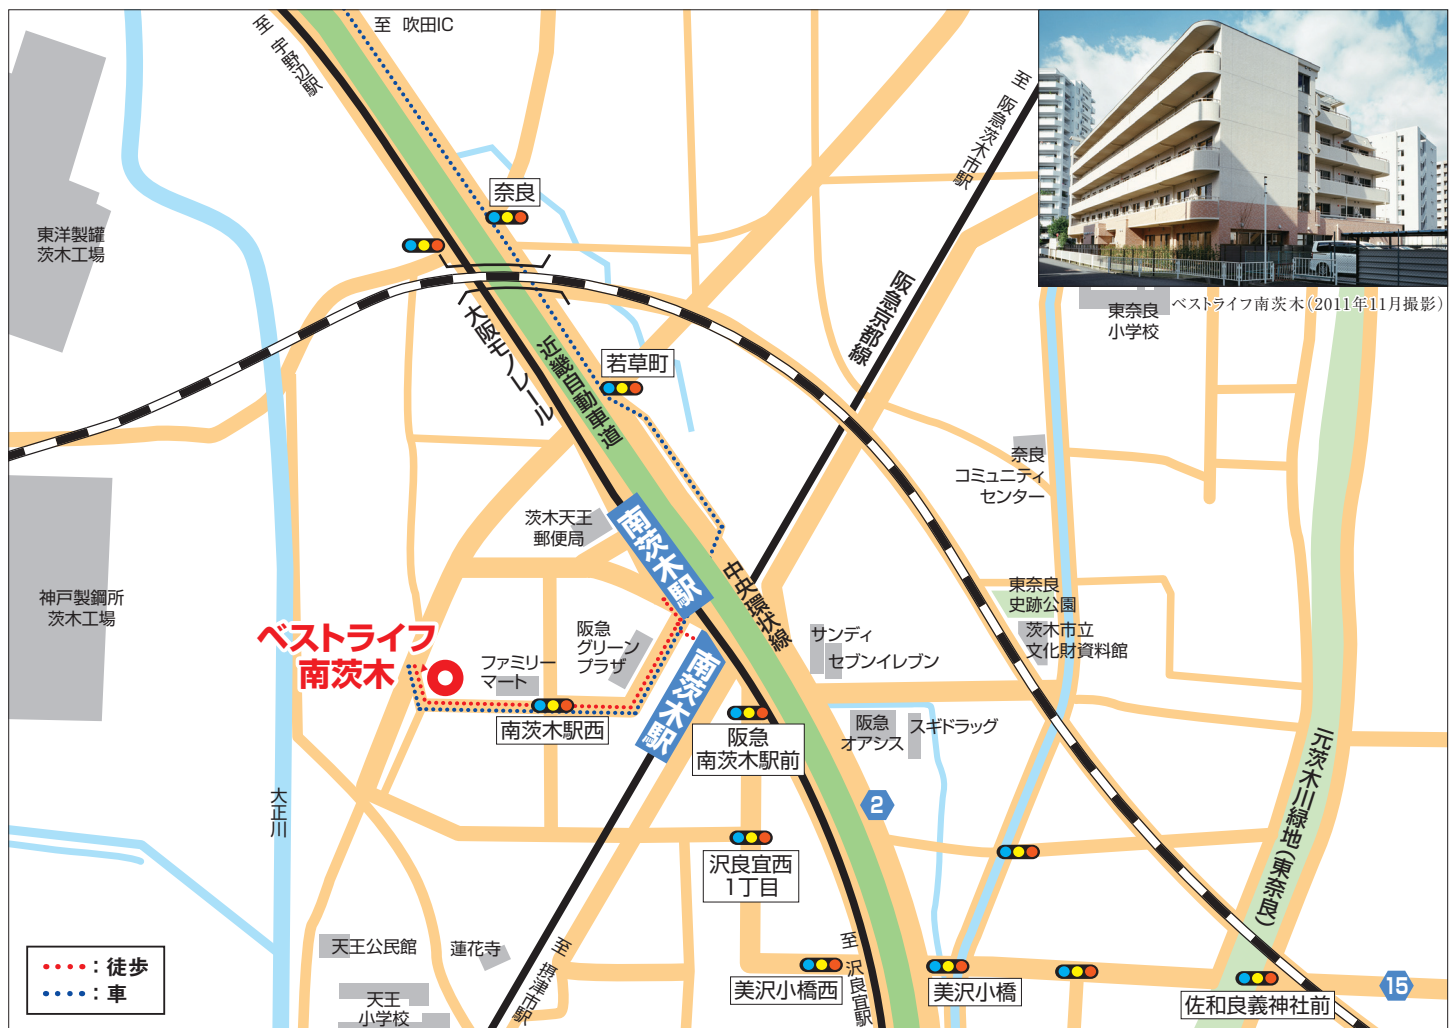 至 吹田IC
至 宇野辺駅
奈良
至 阪急茨木市駅
東洋製罐
茨木工場
大阪モノレール
近畿自動車道
若草町
阪急京都線
ベストライフ南茨木(2011年11月撮影)
東奈良
小学校
奈良
コミュニティ
センター
茨木天王
郵便局
南茨木駅
中央環状線
東奈良
史跡公園
茨木市立
文化財資料館
神戸製鋼所
茨木工場
ベストライフ
南茨木
ファミリー
マート
阪急
グリーン
プラザ
サンディ
セブンイレブン
南茨木駅西
南茨木駅
阪急
南茨木駅前
阪急
オアシス
スギドラッグ
大正川
2
元茨木川緑地(東奈良)
沢良宜西
1丁目
天王公民館
蓮花寺
至 摂津市駅
至 沢良宜駅
美沢小橋西
美沢小橋
佐和良義神社前
15
天王
小学校
:徒歩
:車